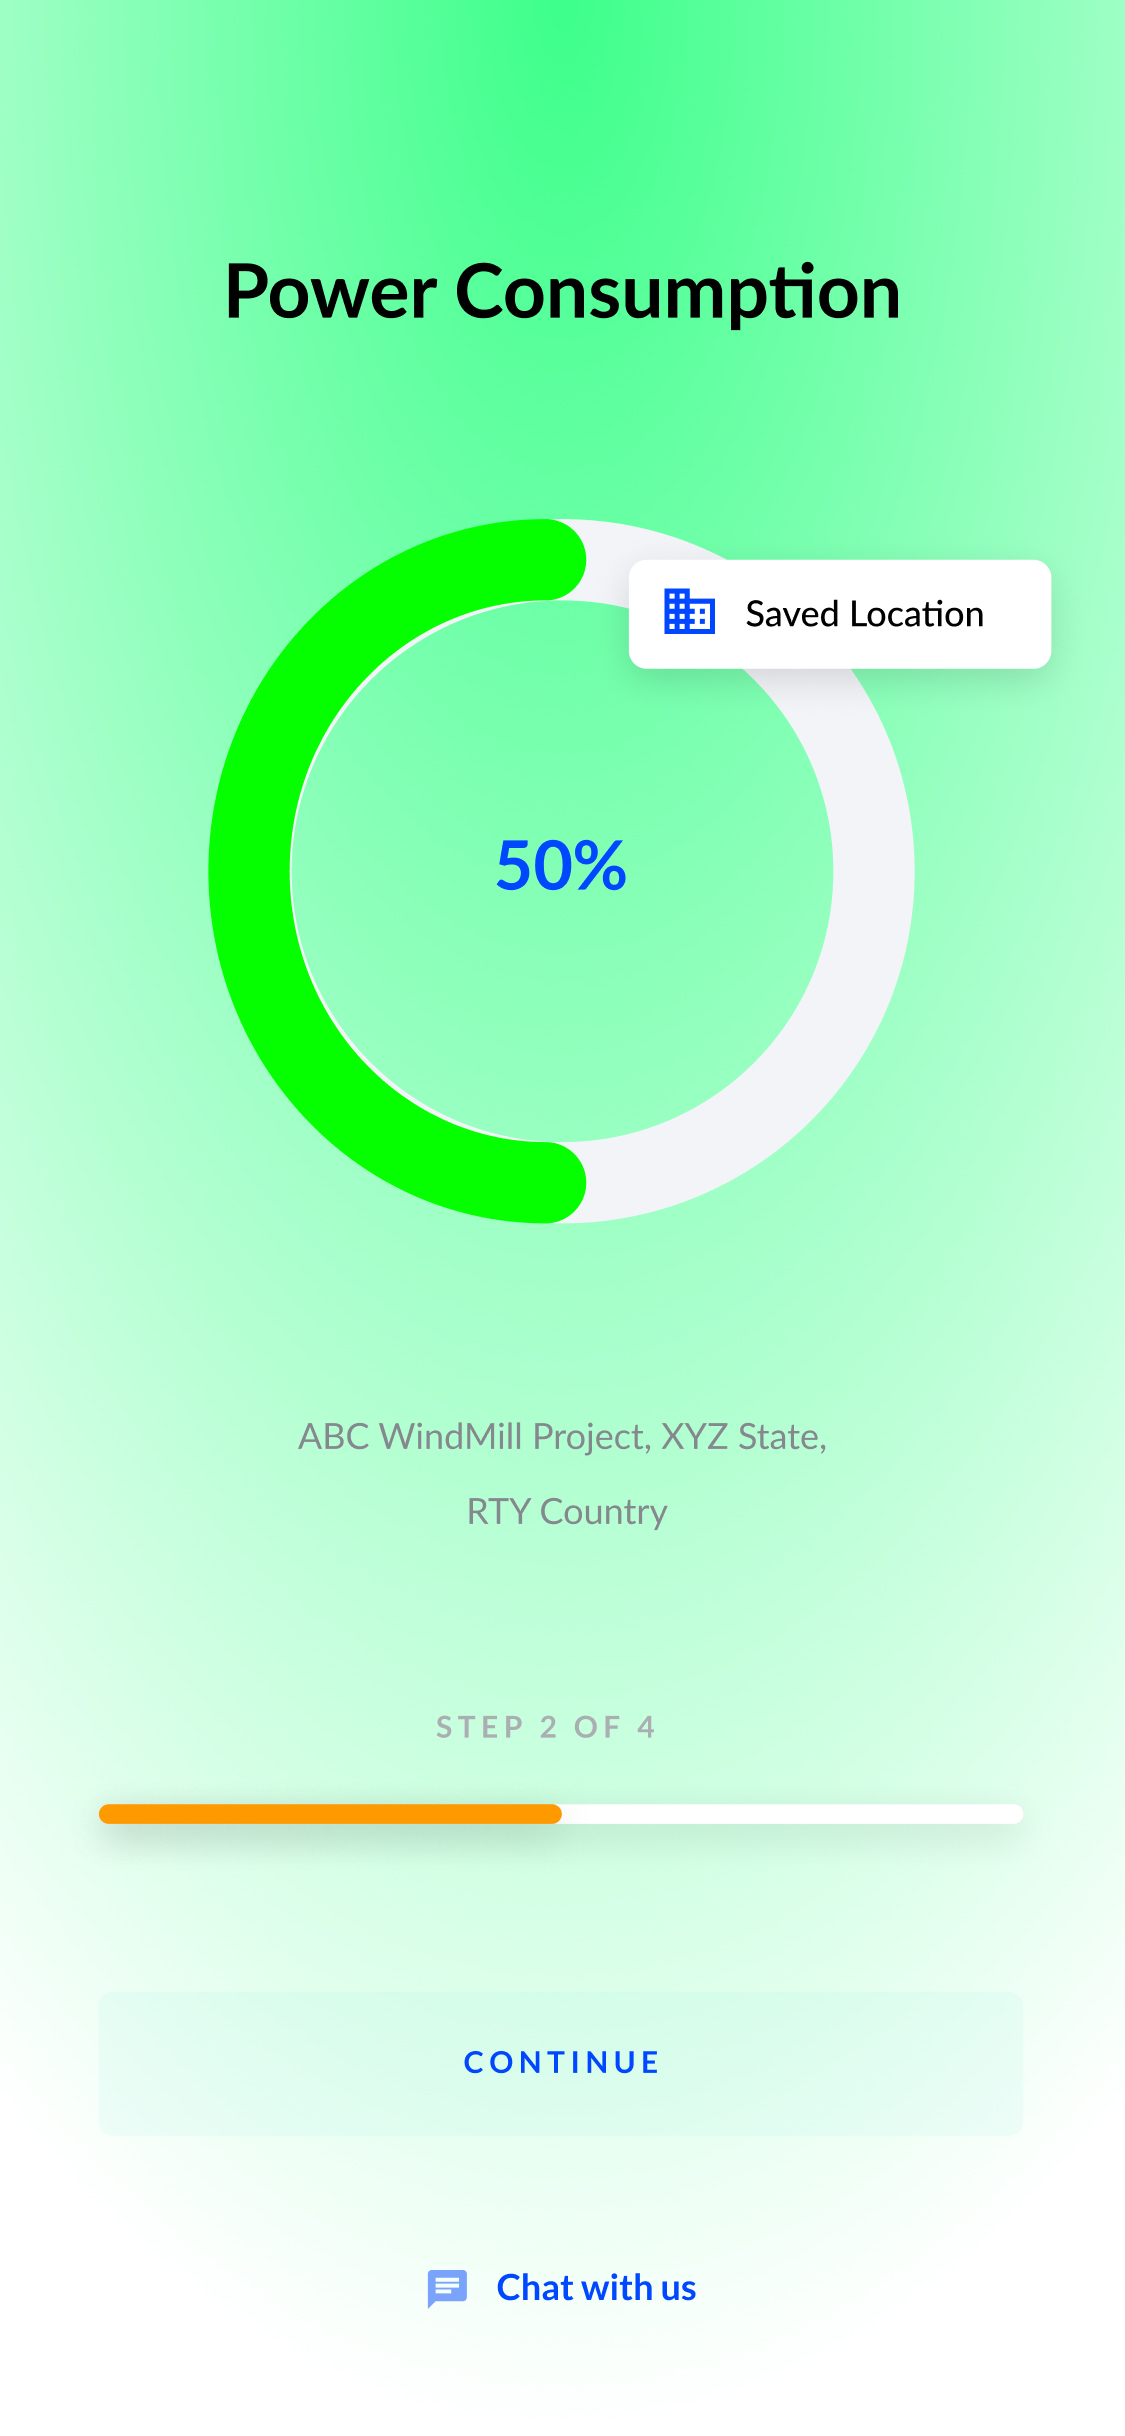 Power Consumption
Saved Location
50%
ABC WindMill Project, XYZ State,
RTY Country
STEP 2 OF 4
CONTINUE
Chat with us